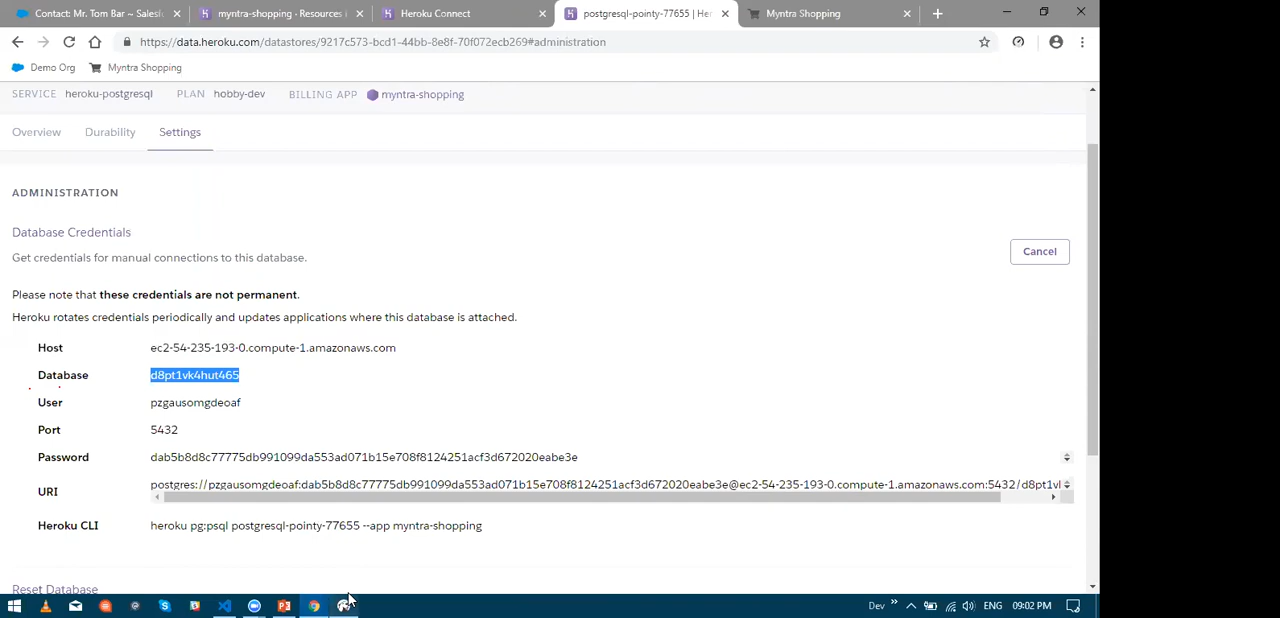 Contact: Mr. Tom Bar ~ Salesfo
myntra-shopping · Resources |
Heroku Connect
postgresql-pointy-77655 | Her
Myntra Shopping
https://data.heroku.com/datastores/9217c573-bcd1-44bb-8e8f-70f072ecb269#administration
Demo Org Myntra Shopping
SERVICE heroku-postgresql PLAN hobby-dev BILLING APP myntra-shopping
Overview Durability Settings
ADMINISTRATION
Database Credentials
Get credentials for manual connections to this database.
Cancel
Please note that these credentials are not permanent.
Heroku rotates credentials periodically and updates applications where this database is attached.
Host ec2-54-235-193-0.compute-1.amazonaws.com
Database d8pt1vk4hut465
User pzgausomgdeoaf
Port 5432
Password dab5b8d8c77775db991099da553ad071b15e708f8124251acf3d672020eabe3e
URI postgres://pzgausomgdeoaf:dab5b8d8c77775db991099da553ad071b15e708f8124251acf3d672020eabe3e@ec2-54-235-193-0.compute-1.amazonaws.com:5432/d8pt1vl
Heroku CLI heroku pg:psql postgresql-pointy-77655 --app myntra-shopping
Reset Database
Dev ENG 09:02 PM